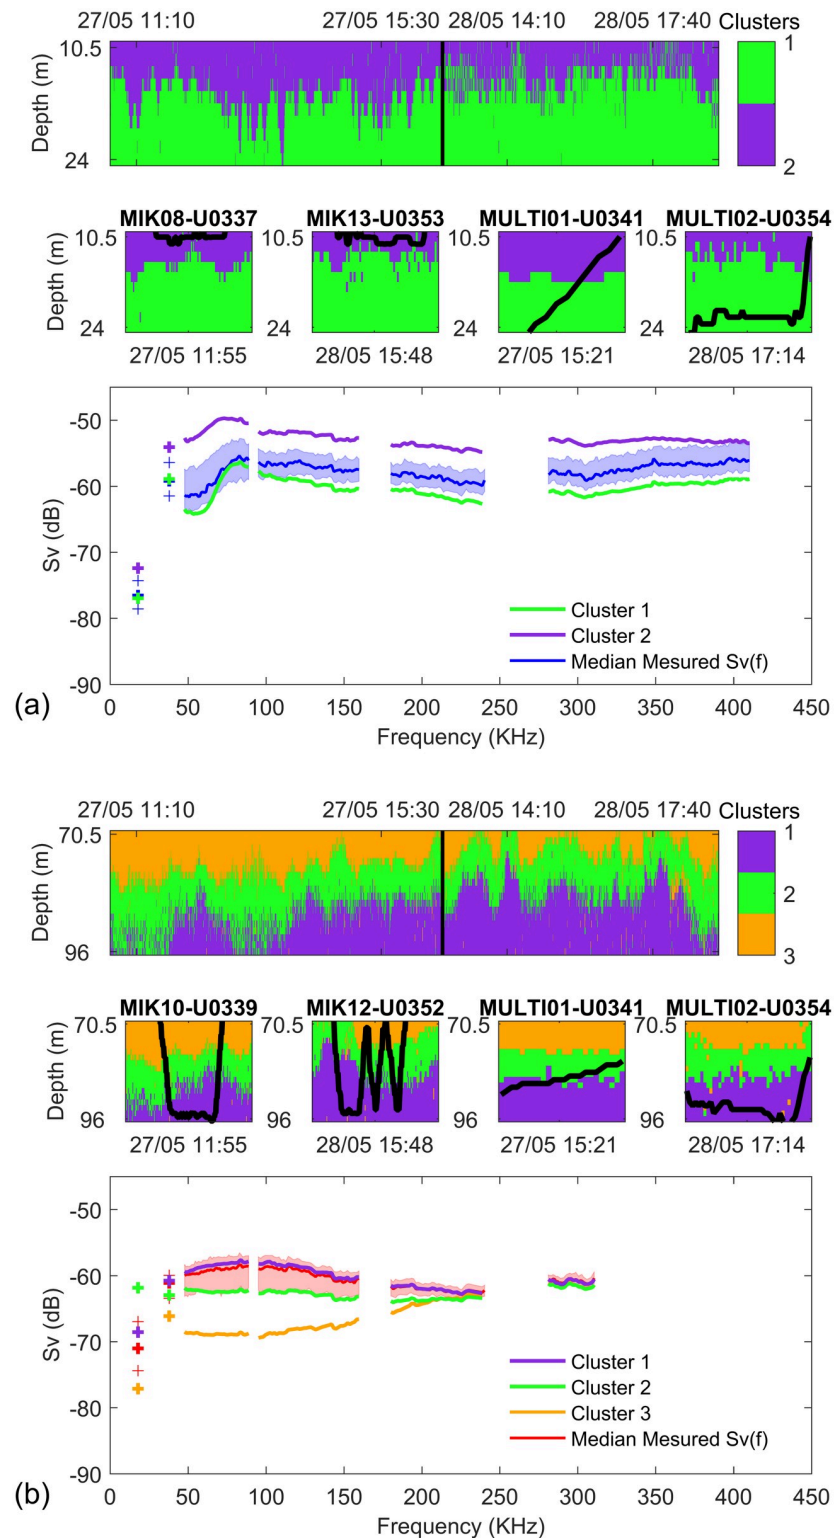 27/05 11:10 27/05 15:30 28/05 14:10 28/05 17:40 Clusters
10.5 1
Depth (m)
24 2
MIK08-U0337 MIK13-U0353 MULTI01-U0341 MULTI02-U0354
10.5 10.5 10.5 10.5
Depth (m)
24 24 24 24
27/05 11:55 28/05 15:48 27/05 15:21 28/05 17:14
-50
-60
Sv (dB)
-70
-80
-90
Cluster 1
Cluster 2
Median Mesured Sv(f)
0 50 100 150 200 250 300 350 400 450
(a)
Frequency (KHz)
27/05 11:10 27/05 15:30 28/05 14:10 28/05 17:40 Clusters
70.5 1
Depth (m)
2
96 3
MIK10-U0339 MIK12-U0352 MULTI01-U0341 MULTI02-U0354
70.5 70.5 70.5 70.5
Depth (m)
96 96 96 96
27/05 11:55 28/05 15:48 27/05 15:21 28/05 17:14
-50
-60
Sv (dB)
-70
-80
-90
Cluster 1
Cluster 2
Cluster 3
Median Mesured Sv(f)
(b)
0 50 100 150 200 250 300 350 400 450
Frequency (KHz)